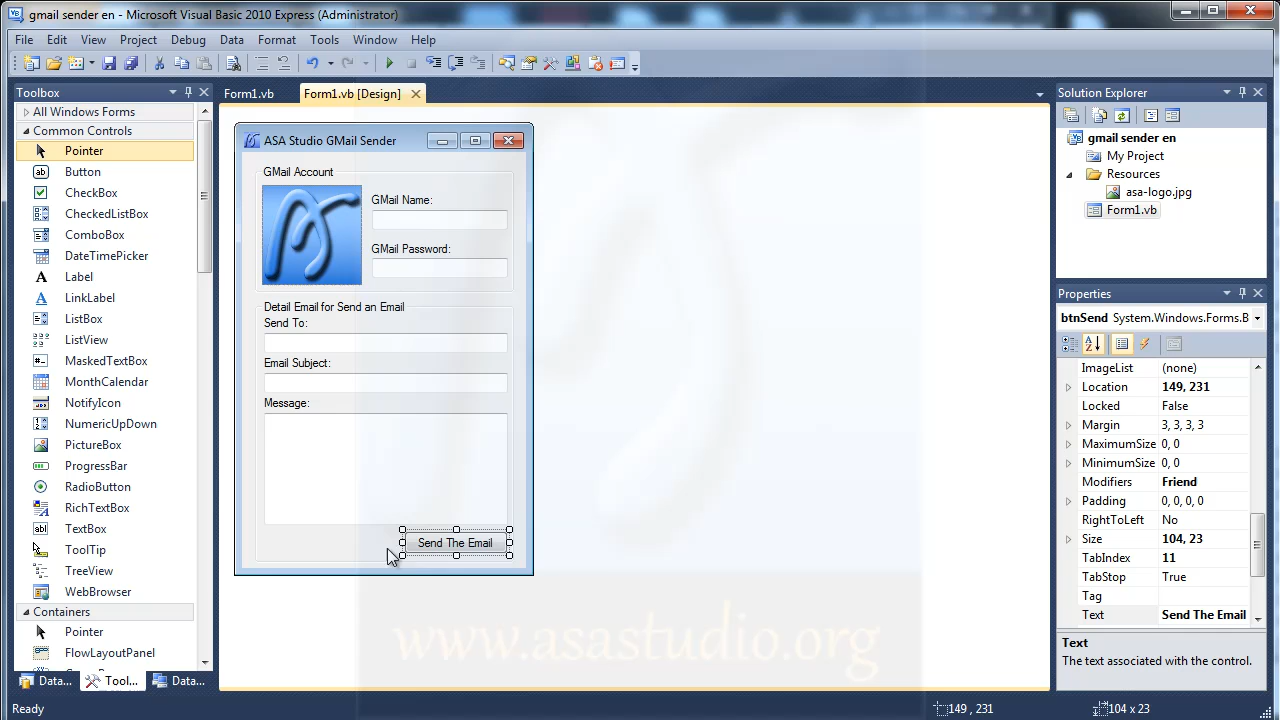 gmail sender en - Microsoft Visual Basic 2010 Express (Administrator)
File Edit View Project Debug Data Format Tools Window Help
Toolbox
All Windows Forms
Common Controls
Pointer
Button
CheckBox
CheckedListBox
ComboBox
DateTimePicker
Label
LinkLabel
ListBox
ListView
MaskedTextBox
MonthCalendar
NotifyIcon
NumericUpDown
PictureBox
ProgressBar
RadioButton
RichTextBox
TextBox
ToolTip
TreeView
WebBrowser
Containers
Pointer
FlowLayoutPanel
Data... Tool... Data...
Form1.vb Form1.vb [Design]
ASA Studio GMail Sender
GMail Account
GMail Name:
GMail Password:
Detail Email for Send an Email
Send To:
Email Subject:
Message:
Send The Email
www.asastudio.org
Solution Explorer
gmail sender en
My Project
Resources
asa-logo.jpg
Form1.vb
Properties
btnSend System.Windows.Forms.B
ImageList (none)
Location 149, 231
Locked False
Margin 3, 3, 3, 3
MaximumSize 0, 0
MinimumSize 0, 0
Modifiers Friend
Padding 0, 0, 0, 0
RightToLeft No
Size 104, 23
TabIndex 11
TabStop True
Tag
Text Send The Email
Text
The text associated with the control.
Ready 149 , 231 104 x 23